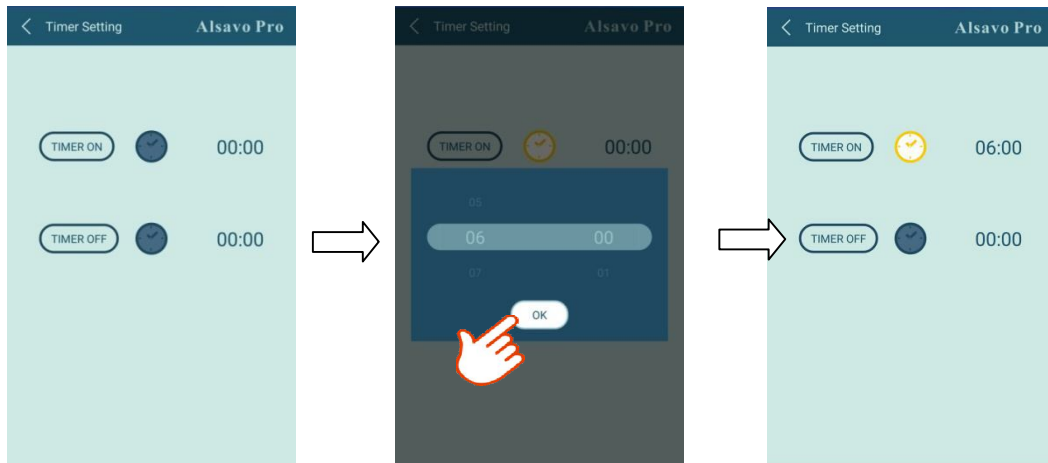 Timer Setting Alsavo Pro
TIMER ON 00:00
TIMER OFF 00:00
Timer Setting Alsavo Pro
TIMER ON 00:00
05
06 00
07 01
OK
Timer Setting Alsavo Pro
TIMER ON 06:00
TIMER OFF 00:00